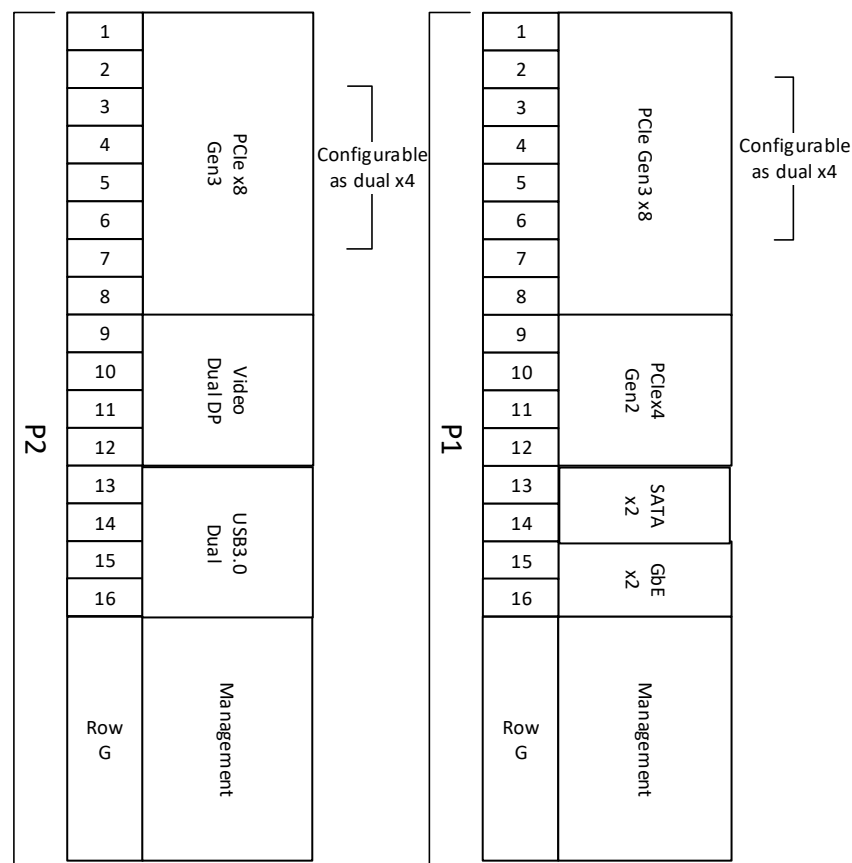 P2
1
2
3
4
5
6
7
8
9
10
11
12
13
14
15
16
Row
G
PCIe x8
Gen3
Video
Dual DP
USB3.0
Dual
Management
Configurable
as dual x4
P1
1
2
3
4
5
6
7
8
9
10
11
12
13
14
15
16
Row
G
PCIe Gen3 x8
PCIex4
Gen2
SATA
x2
GbE
x2
Management
Configurable
as dual x4